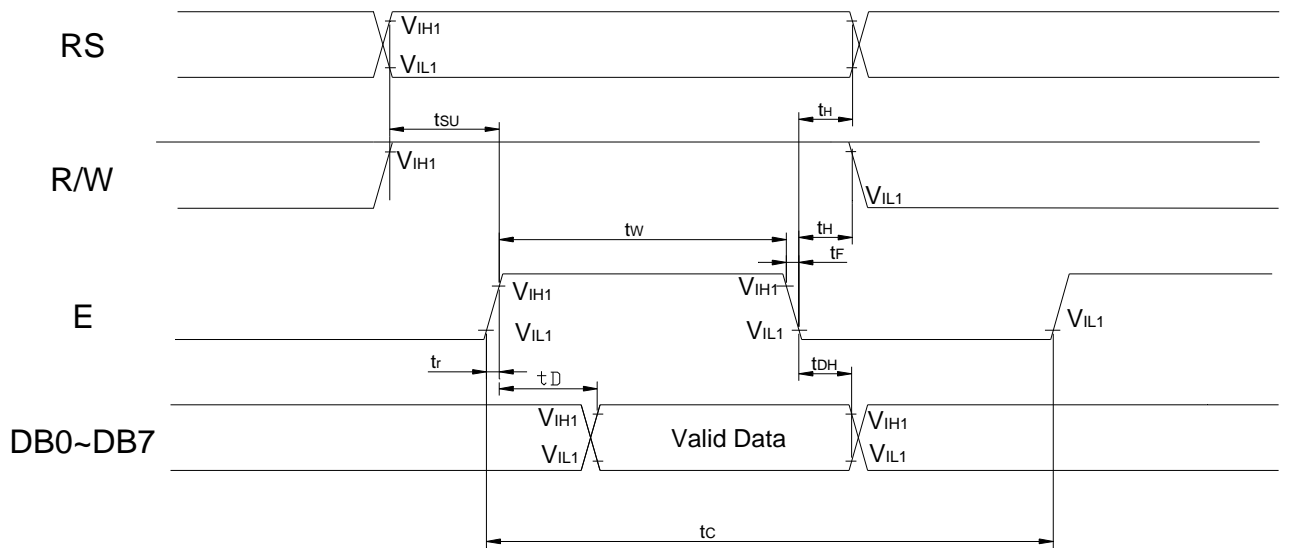 RS
VIH1
VIL1
tSU
tH
R/W
VIH1
VIL1
tW
tH
tF
E
VIH1
VIH1
VIL1
VIL1
VIL1
tr
tD
tDH
DB0~DB7
VIH1
Valid Data
VIH1
VIL1
VIL1
tC